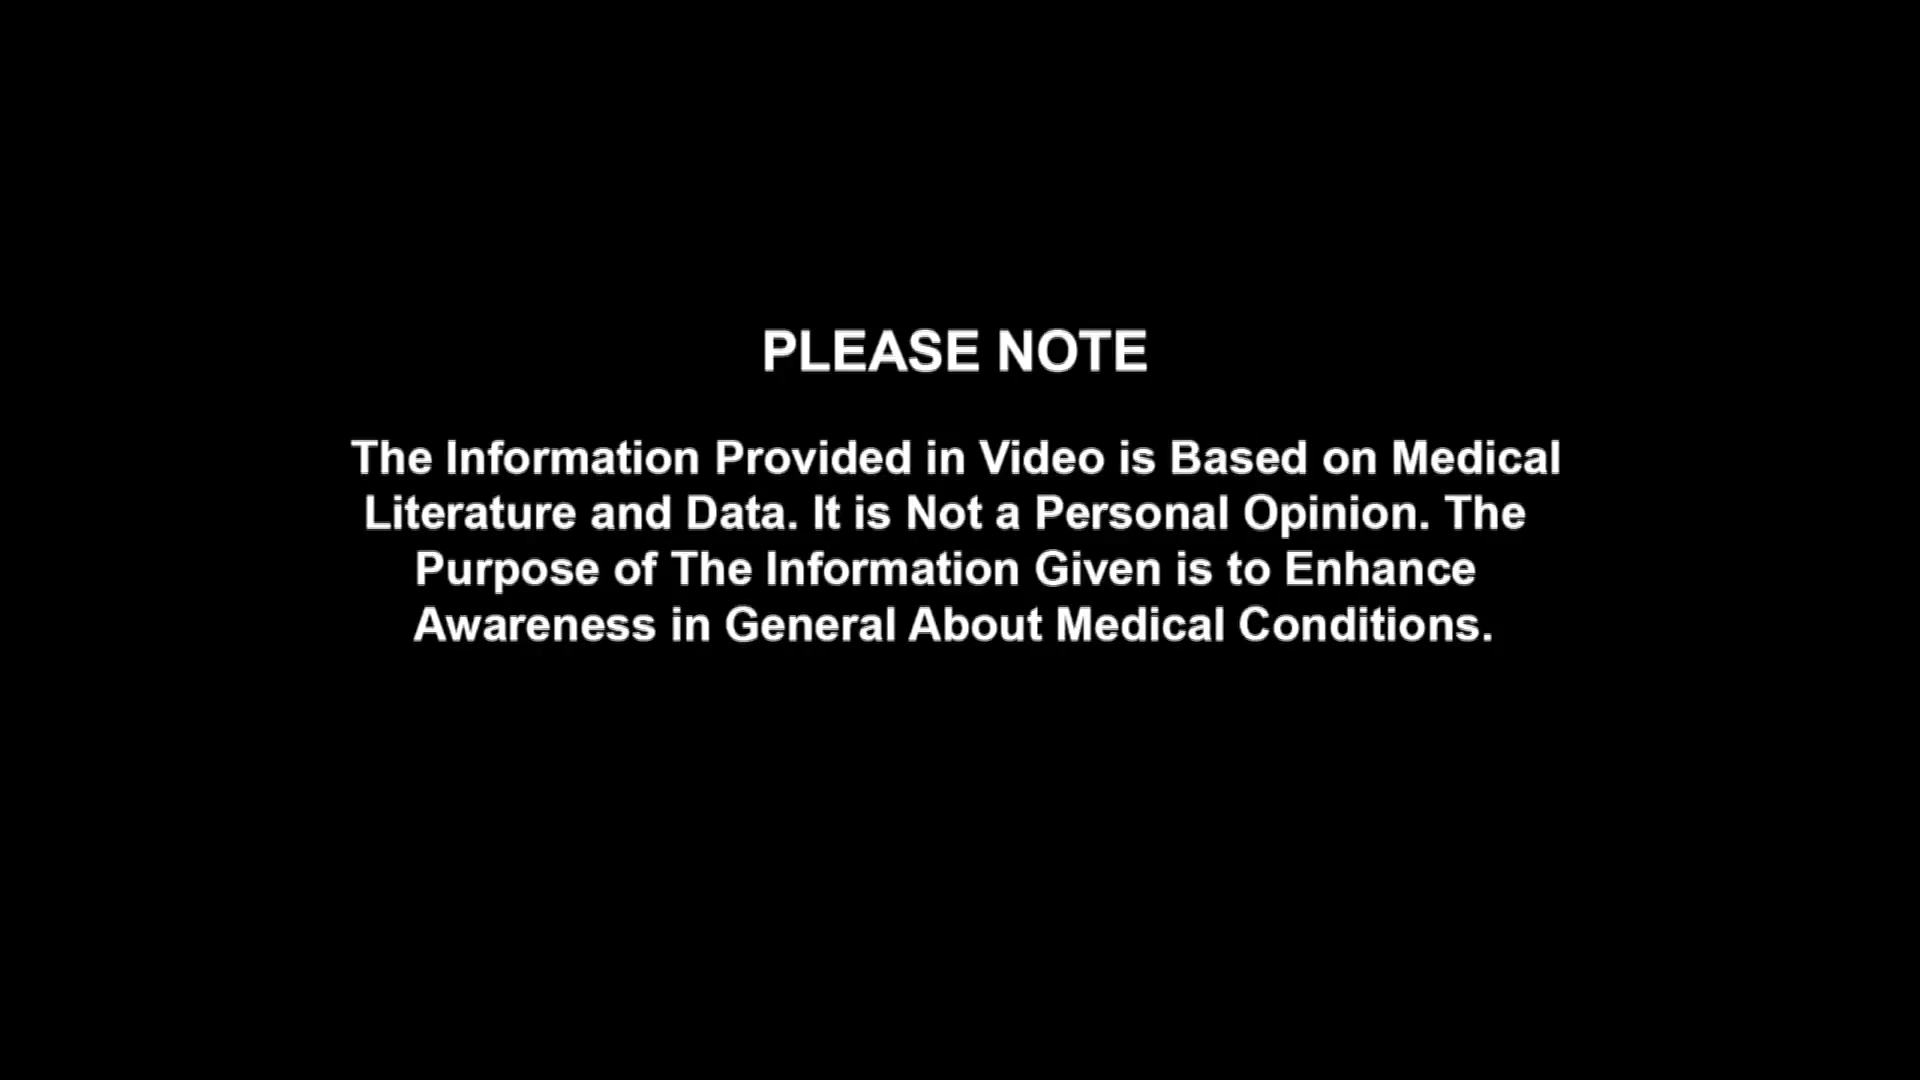 PLEASE NOTE
The Information Provided in Video is Based on Medical
Literature and Data. It is Not a Personal Opinion. The
Purpose of The Information Given is to Enhance
Awareness in General About Medical Conditions.